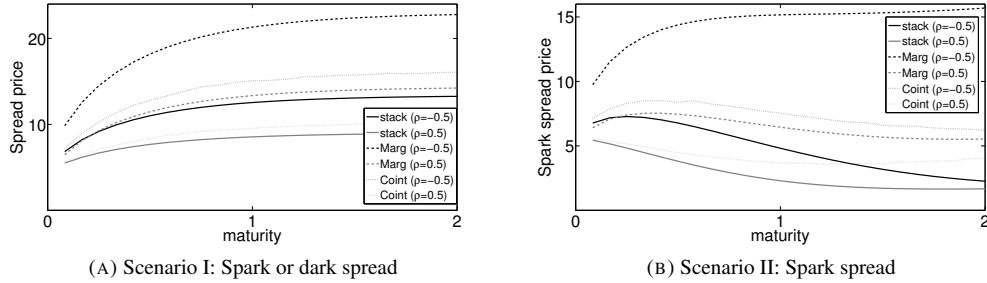 Spread price
20
10
0
1
2
maturity
stack (ρ=−0.5)
stack (ρ=0.5)
Marg (ρ=−0.5)
Marg (ρ=0.5)
Coint (ρ=−0.5)
Coint (ρ=0.5)
(A) Scenario I: Spark or dark spread
Spark spread price
15
10
5
0
1
2
maturity
stack (ρ=−0.5)
stack (ρ=0.5)
Marg (ρ=−0.5)
Marg (ρ=0.5)
Coint (ρ=−0.5)
Coint (ρ=0.5)
(B) Scenario II: Spark spread